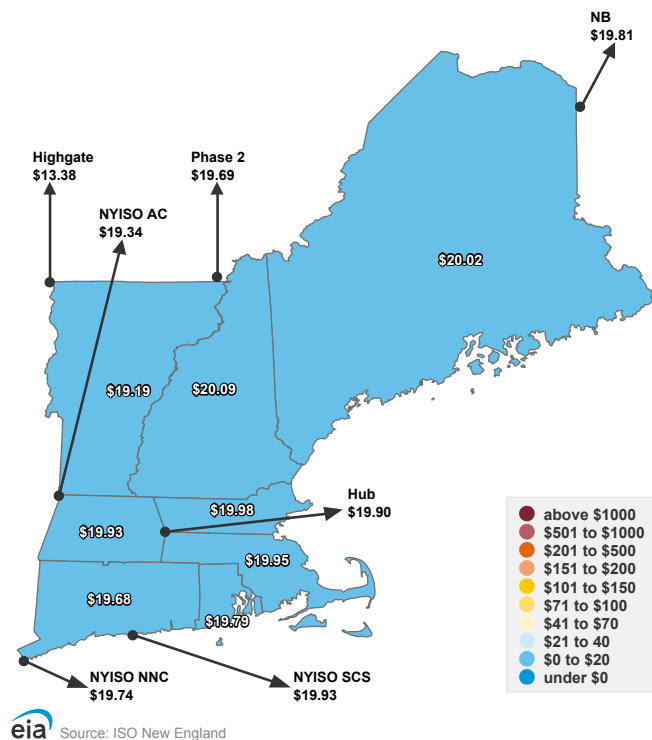 NB
$19.81
Highgate
$13.38
Phase 2
$19.69
NYISO AC
$19.34
$20.02
$19.19
$20.09
Hub
$19.90
$19.98
$19.93
$19.95
$19.68
$19.79
NYISO NNC
$19.74
NYISO SCS
$19.93
above $1000
$501 to $1000
$201 to $500
$151 to $200
$101 to $150
$71 to $100
$41 to $70
$21 to 40
$0 to $20
under $0
eia Source: ISO New England